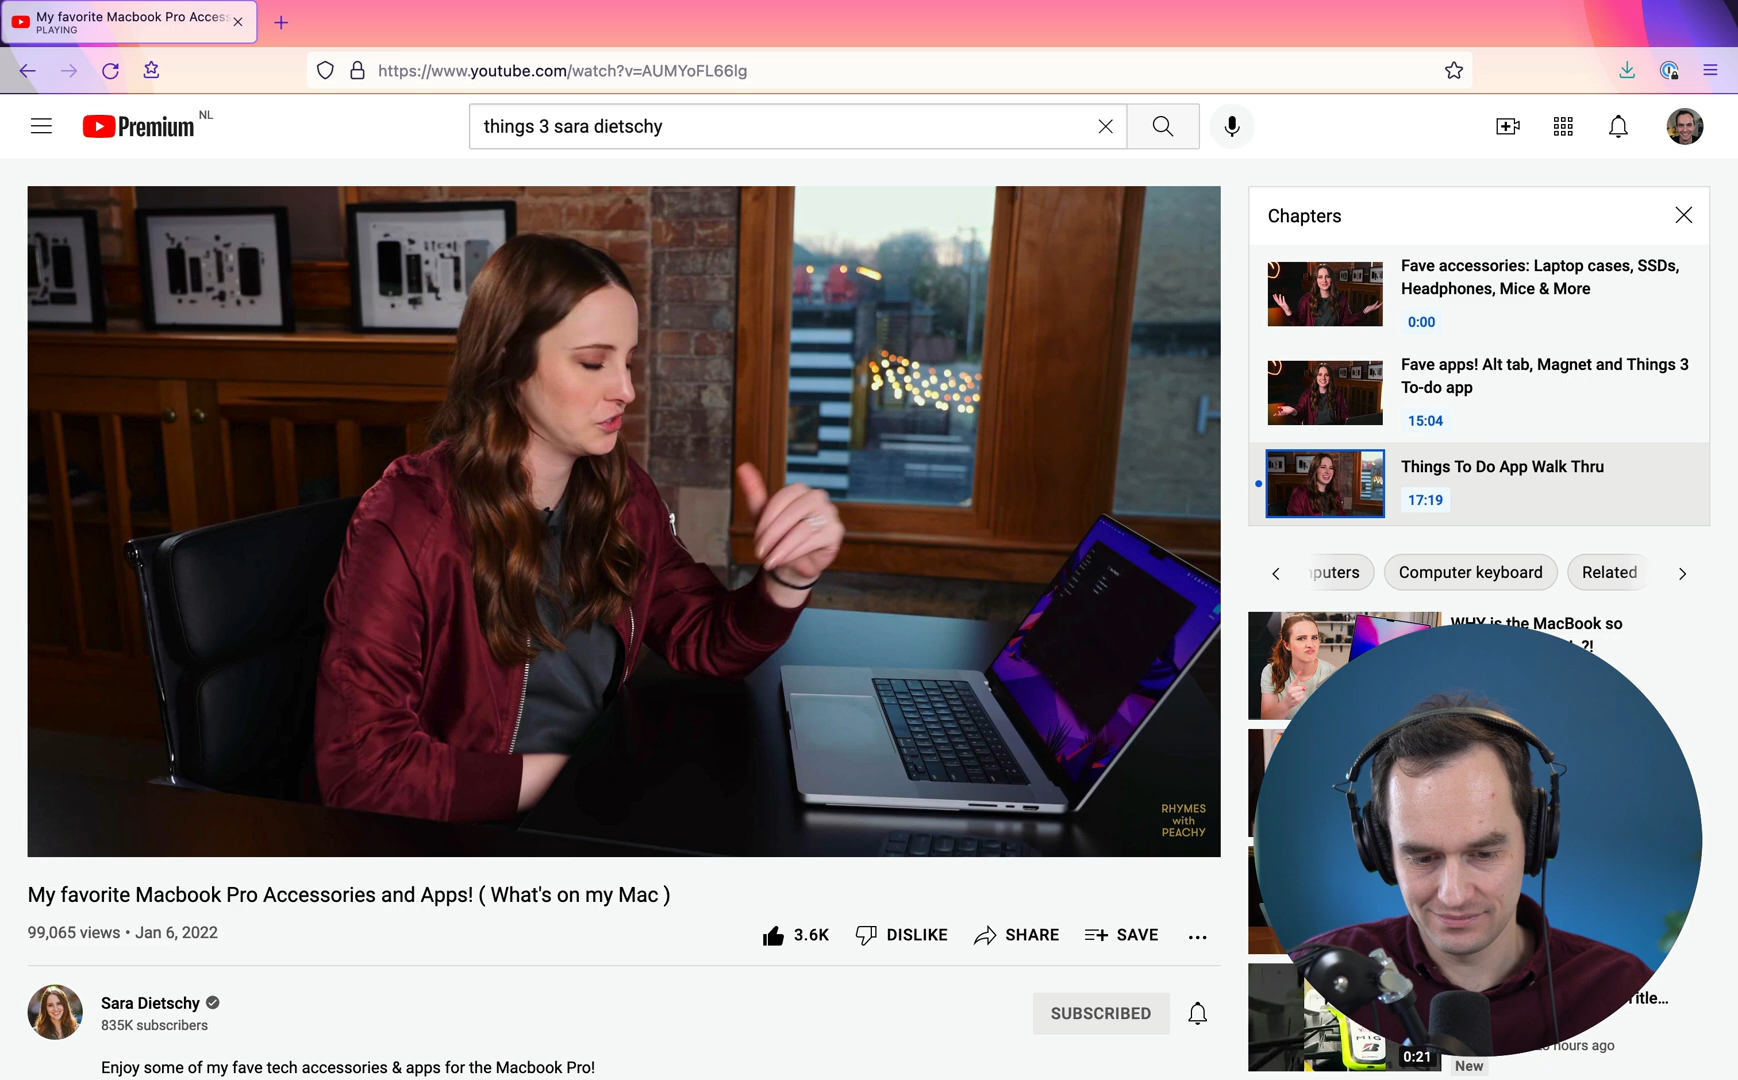 My favorite Macbook Pro Access
PLAYING
https://www.youtube.com/watch?v=AUMYoFL66lg
Premium NL
things 3 sara dietschy
Chapters
Fave accessories: Laptop cases, SSDs,
Headphones, Mice & More
0:00
Fave apps! Alt tab, Magnet and Things 3
To-do app
15:04
Things To Do App Walk Thru
17:19
Computer keyboard
Related
WHY is the MacBook so
?!
RHYMES
with
PEACHY
My favorite Macbook Pro Accessories and Apps! ( What's on my Mac )
99,065 views • Jan 6, 2022
3.6K
DISLIKE
SHARE
SAVE
Sara Dietschy
835K subscribers
SUBSCRIBED
Enjoy some of my fave tech accessories & apps for the Macbook Pro!
0:21
hours ago
New